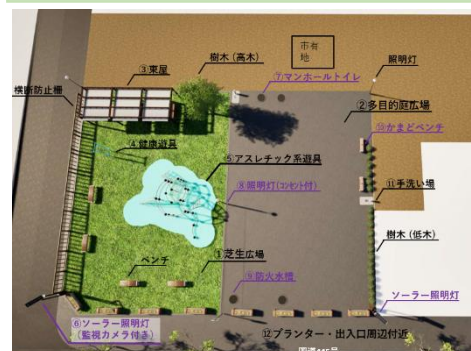 樹木(高木)
市有
地
照明灯
③東屋
横断防止柵
⑦マンホールトイレ
②多目的庭広場
④健康遊具
⑩かまどベンチ
⑤アスレチック系遊具
⑧照明灯(コンセント付)
⑪手洗い場
樹木(低木)
ベンチ
①芝生広場
⑨防火水槽
ソーラー照明灯
⑥ソーラー照明灯
(監視カメラ付き)
⑫プランター・出入口周辺付近